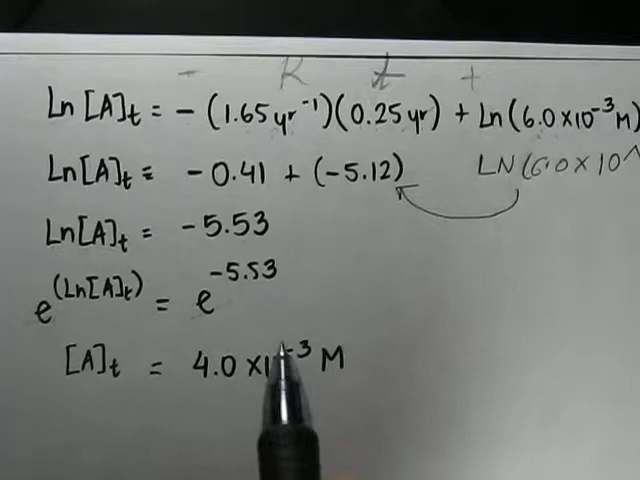 - k t +
Ln [A]t = - (1.65 yr⁻¹)(0.25 yr) + Ln (6.0 x 10⁻³ M)
Ln[A]t = - 0.41 + (-5.12) LN (6.0 x 10^
Ln[A]t = -5.53
e^(Ln[A]t) = e^-5.53
[A]t = 4.0 x 10⁻³ M